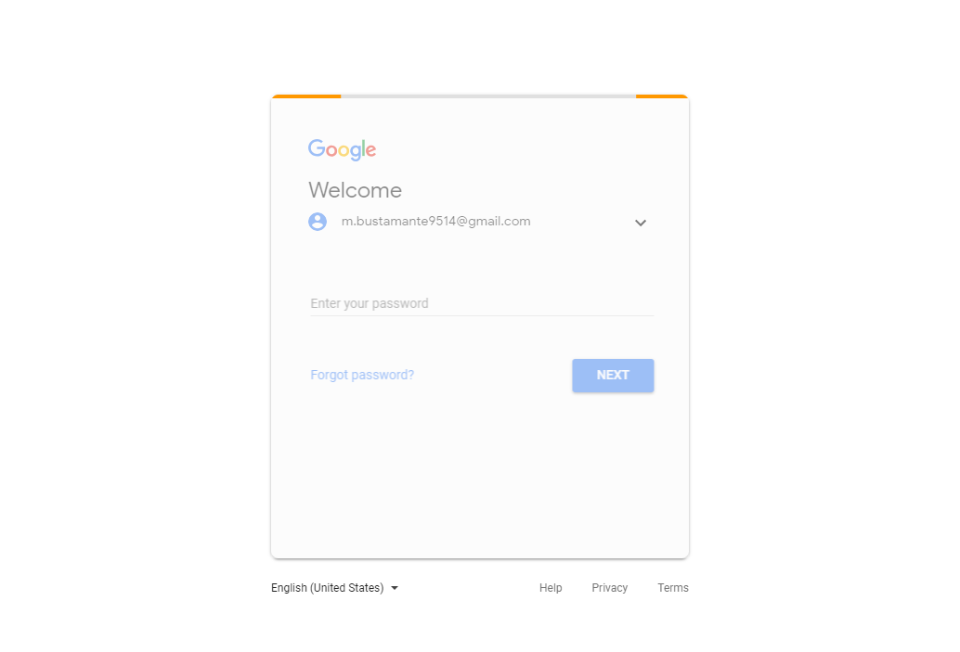 Google
Welcome
m.bustamante9514@gmail.com
Enter your password
Forgot password?
NEXT
English (United States)
Help
Privacy
Terms